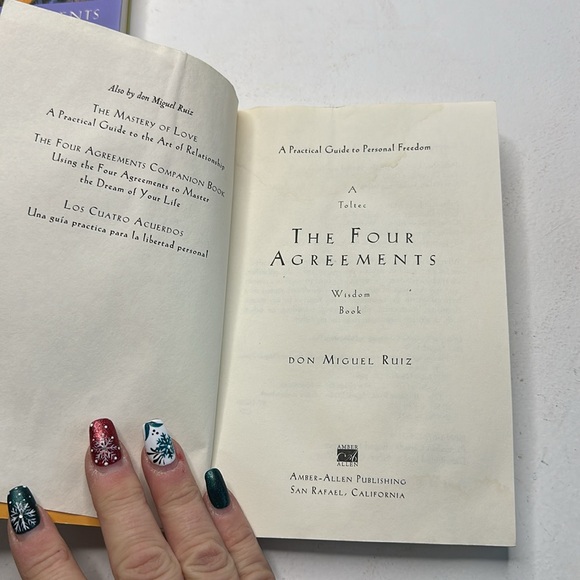 ENTS
Also by don Miguel Ruiz
The Mastery of Love
A Practical Guide to the Art of Relationship
The Four Agreements Companion Book
Using the Four Agreements to Master
the Dream of Your Life
Los Cuatro Acuerdos
Una guía practica para la libertad personal
A Practical Guide to Personal Freedom
A
Toltec
The Four
Agreements
Wisdom
Book
don Miguel Ruiz
AMBER
ALLEN
Amber-Allen Publishing
San Rafael, California